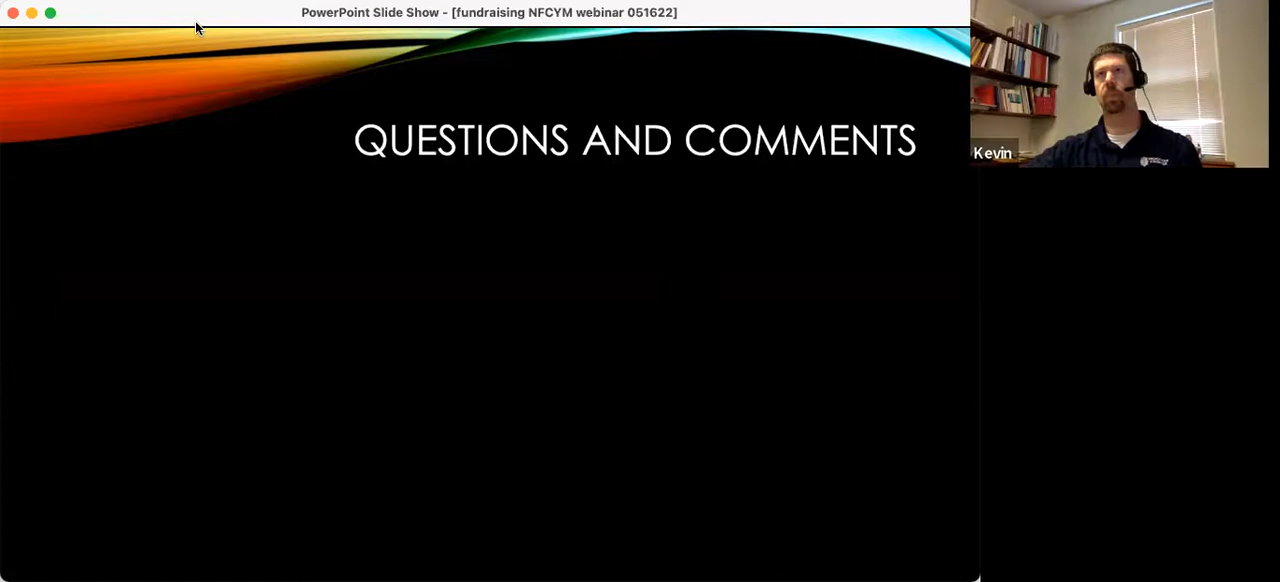 PowerPoint Slide Show - [fundraising NFCYM webinar 051622]
QUESTIONS AND COMMENTS
Kevin